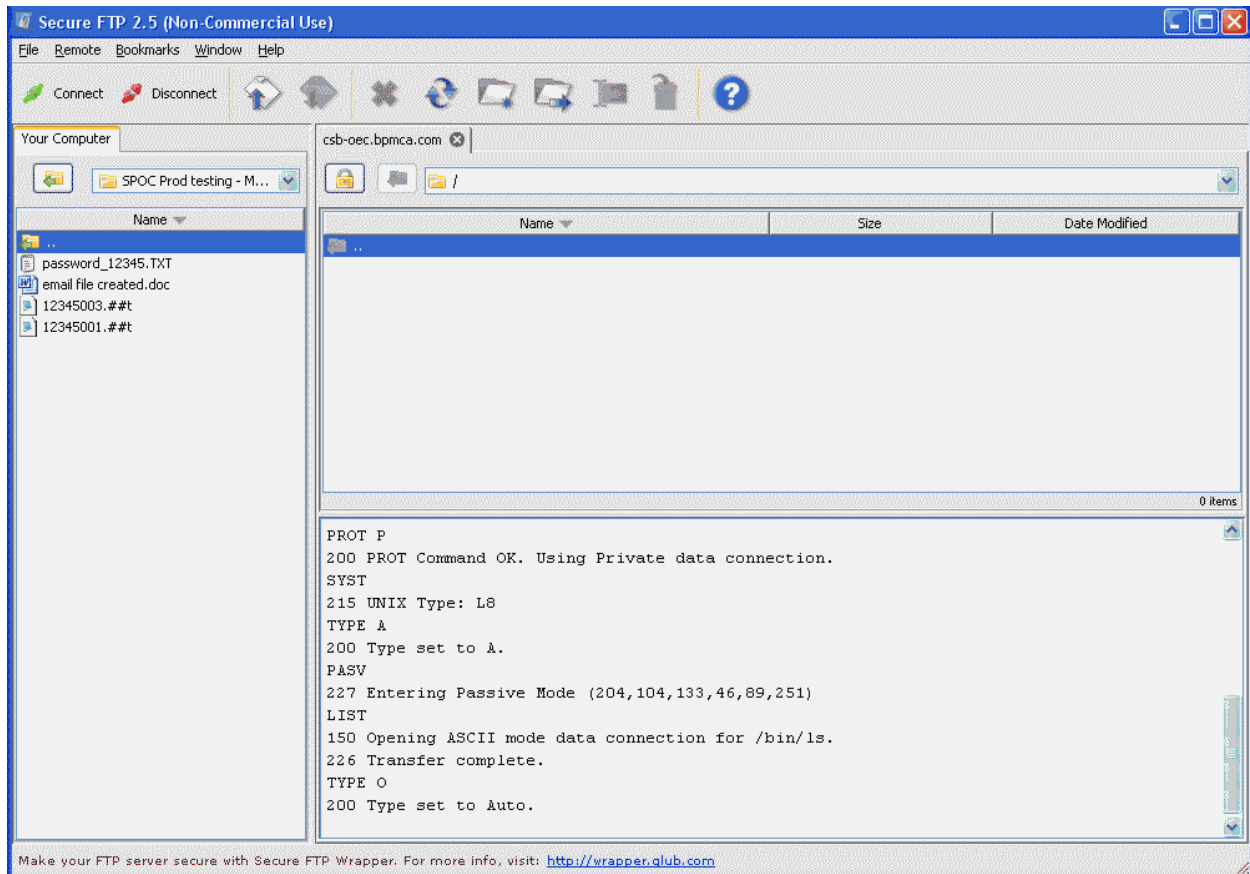 Secure FTP 2.5 (Non-Commercial Use)
File Remote Bookmarks Window Help
Connect Disconnect
Your Computer
SPOC Prod testing - M...
Name
..
password_12345.TXT
email file created.doc
12345003.##t
12345001.##t
csb-oec.bpmca.com
/
Name Size Date Modified
..
0 items
PROT P
200 PROT Command OK. Using Private data connection.
SYST
215 UNIX Type: L8
TYPE A
200 Type set to A.
PASV
227 Entering Passive Mode (204,104,133,46,89,251)
LIST
150 Opening ASCII mode data connection for /bin/ls.
226 Transfer complete.
TYPE O
200 Type set to Auto.
Make your FTP server secure with Secure FTP Wrapper. For more info, visit: http://wrapper.glub.com